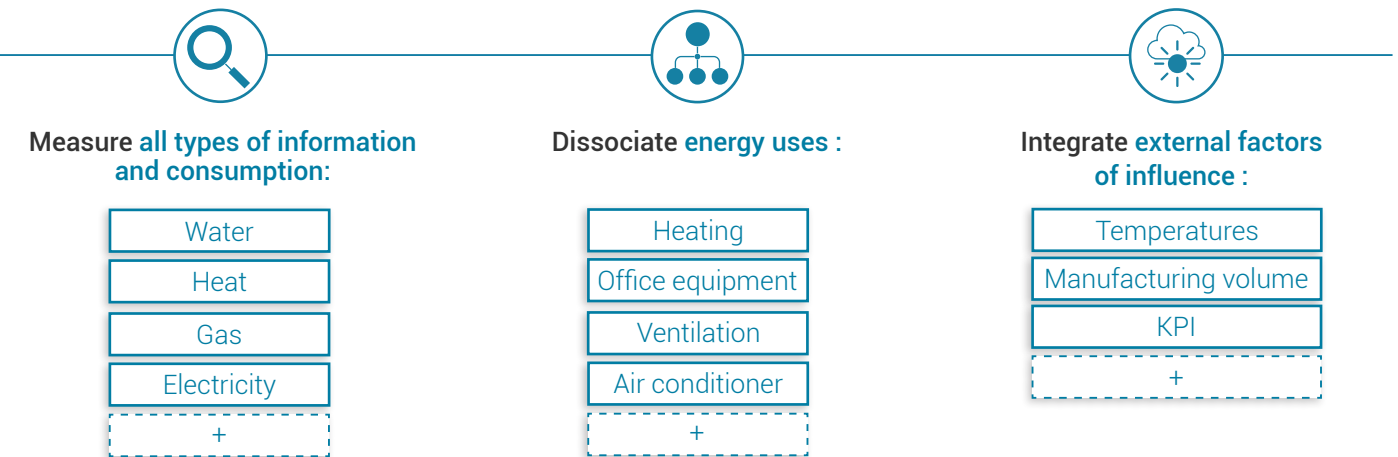 Measure all types of information
and consumption:
Water
Heat
Gas
Electricity
+
Dissociate energy uses :
Heating
Office equipment
Ventilation
Air conditioner
+
Integrate external factors
of influence :
Temperatures
Manufacturing volume
KPI
+